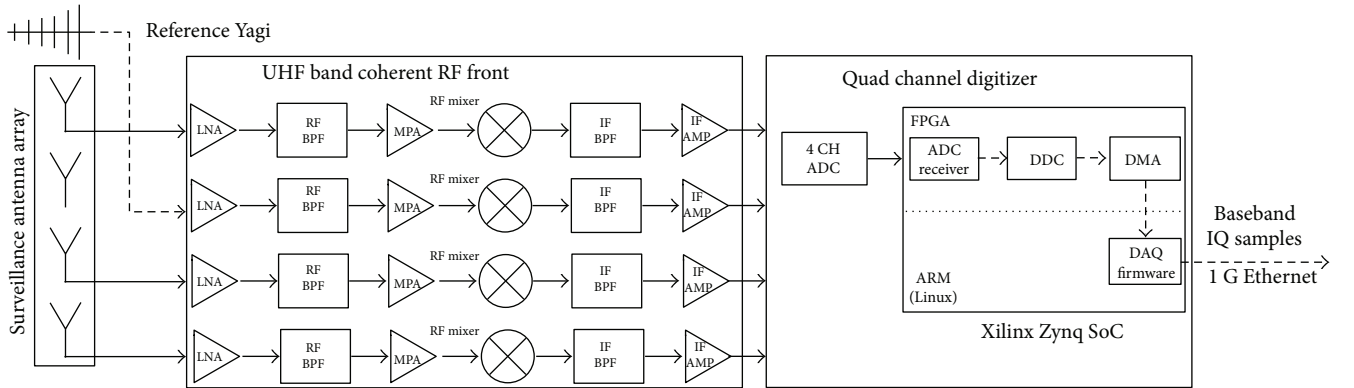 Reference Yagi
Surveillance antenna array
UHF band coherent RF front
LNA
RF
BPF
MPA
RF mixer
IF
BPF
IF
AMP
LNA
RF
BPF
MPA
RF mixer
IF
BPF
IF
AMP
LNA
RF
BPF
MPA
RF mixer
IF
BPF
IF
AMP
LNA
RF
BPF
MPA
RF mixer
IF
BPF
IF
AMP
Quad channel digitizer
4 CH
ADC
FPGA
ADC
receiver
DDC
DMA
DAQ
firmware
ARM
(Linux)
Xilinx Zynq SoC
Baseband
IQ samples
1 G Ethernet